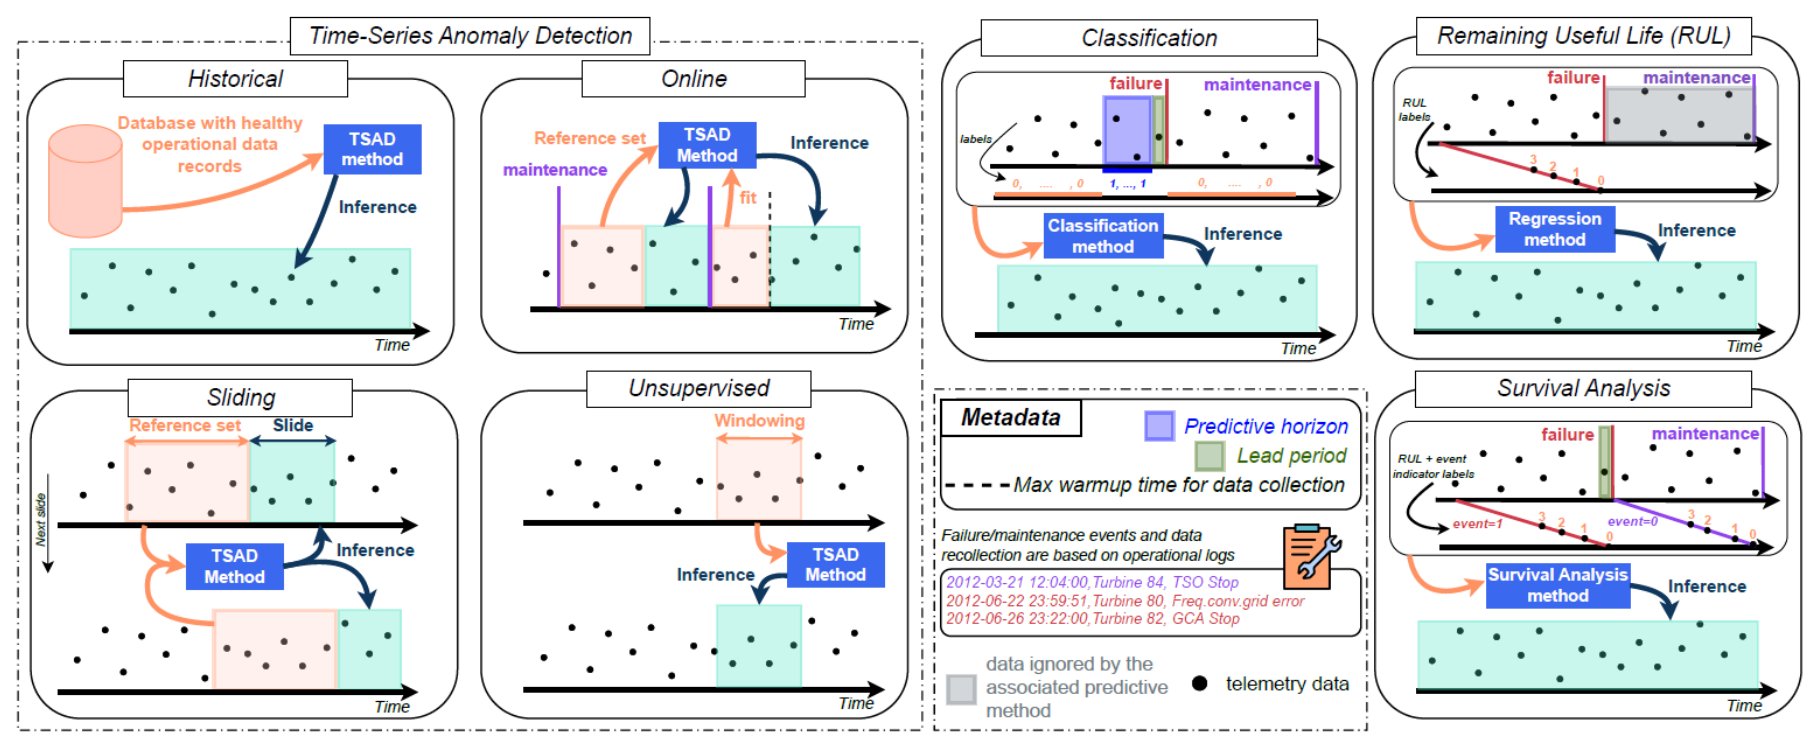 Time-Series Anomaly Detection
Historical
Database with healthy
operational data
records
TSAD
method
Inference
Time
Online
Reference set
TSAD
Method
Inference
maintenance
fit
Time
Sliding
Reference set
Slide
Next slide
TSAD
Method
Inference
Time
Unsupervised
Windowing
TSAD
Method
Inference
Time
Classification
failure
maintenance
labels
0, .... , 0
1, ..., 1
0, .... , 0
Classification
method
Inference
Time
Remaining Useful Life (RUL)
failure
maintenance
RUL
labels
3
2
1
0
Regression
method
Inference
Time
Metadata
Predictive horizon
Lead period
Max warmup time for data collection
Failure/maintenance events and data
recollection are based on operational logs
2012-03-21 12:04:00,Turbine 84, TSO Stop
2012-06-22 23:59:51,Turbine 80, Freq.conv.grid error
2012-06-26 23:22:00,Turbine 82, GCA Stop
data ignored by the
associated predictive
method
telemetry data
Survival Analysis
failure
maintenance
RUL + event
indicator labels
event=1
3
2
1
0
event=0
3
2
1
0
Survival Analysis
method
Inference
Time